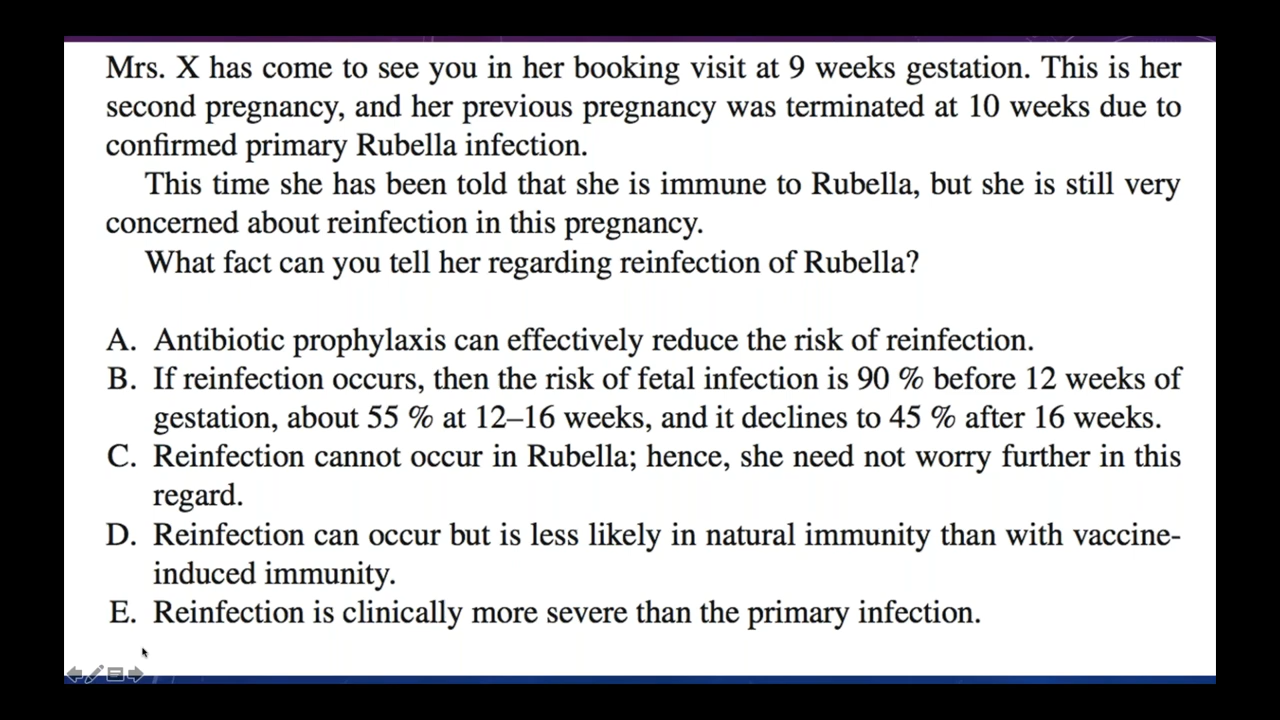 Mrs. X has come to see you in her booking visit at 9 weeks gestation. This is her
second pregnancy, and her previous pregnancy was terminated at 10 weeks due to
confirmed primary Rubella infection.
This time she has been told that she is immune to Rubella, but she is still very
concerned about reinfection in this pregnancy.
What fact can you tell her regarding reinfection of Rubella?
A. Antibiotic prophylaxis can effectively reduce the risk of reinfection.
B. If reinfection occurs, then the risk of fetal infection is 90 % before 12 weeks of
gestation, about 55 % at 12–16 weeks, and it declines to 45 % after 16 weeks.
C. Reinfection cannot occur in Rubella; hence, she need not worry further in this
regard.
D. Reinfection can occur but is less likely in natural immunity than with vaccine-
induced immunity.
E. Reinfection is clinically more severe than the primary infection.